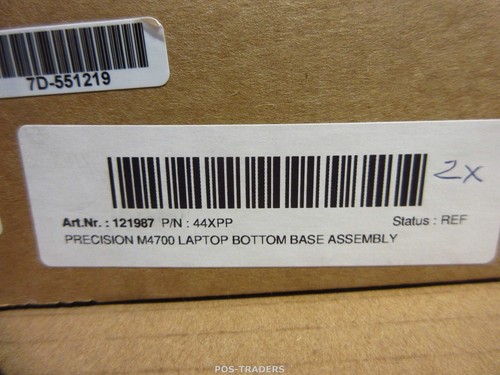 7D-551219
2x
Art.Nr. : 121987 P/N : 44XPP Status : REF
PRECISION M4700 LAPTOP BOTTOM BASE ASSEMBLY
POS-TRADERS